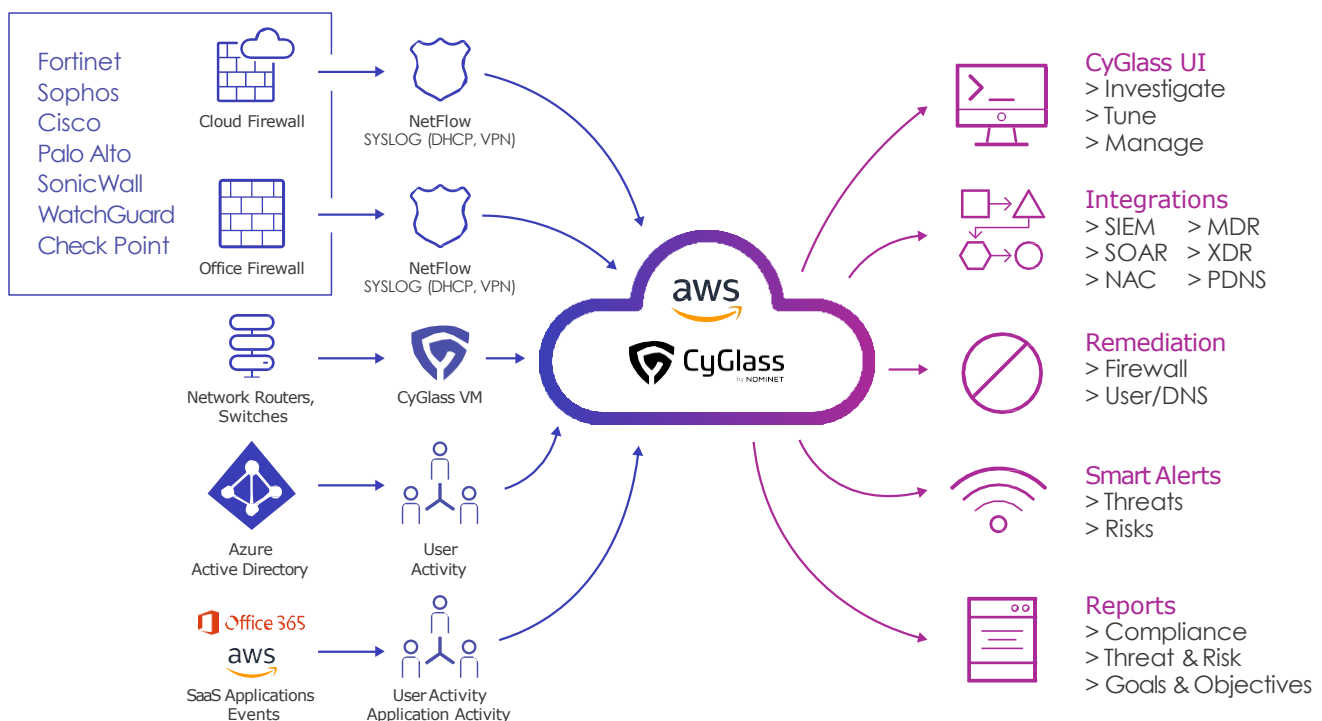 Fortinet
Sophos
Cisco
Palo Alto
SonicWall
WatchGuard
Check Point
Cloud Firewall
NetFlow
SYSLOG (DHCP, VPN)
Office Firewall
NetFlow
SYSLOG (DHCP, VPN)
Network Routers,
Switches
CyGlass VM
Azure
Active Directory
User
Activity
Office 365
aws
SaaS Applications
Events
User Activity
Application Activity
aws
CyGlass
by NOMINET
CyGlass UI
> Investigate
> Tune
> Manage
Integrations
> SIEM > MDR
> SOAR > XDR
> NAC > PDNS
Remediation
> Firewall
> User/DNS
Smart Alerts
> Threats
> Risks
Reports
> Compliance
> Threat & Risk
> Goals & Objectives